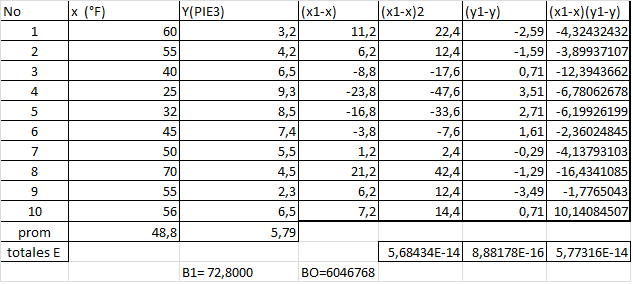 No x (°F) Y(PIE3) (x1-x) (x1-x)2 (y1-y) (x1-x)(y1-y)
1 60 3,2 11,2 22,4 -2,59 -4,32432432
2 55 4,2 6,2 12,4 -1,59 -3,89937107
3 40 6,5 -8,8 -17,6 0,71 -12,3943662
4 25 9,3 -23,8 -47,6 3,51 -6,78062678
5 32 8,5 -16,8 -33,6 2,71 -6,19926199
6 45 7,4 -3,8 -7,6 1,61 -2,36024845
7 50 5,5 1,2 2,4 -0,29 -4,13793103
8 70 4,5 21,2 42,4 -1,29 -16,4341085
9 55 2,3 6,2 12,4 -3,49 -1,7765043
10 56 6,5 7,2 14,4 0,71 10,14084507
prom 48,8 5,79
totales E 5,68434E-14 8,88178E-16 5,77316E-14
B1= 72,8000 BO=6046768